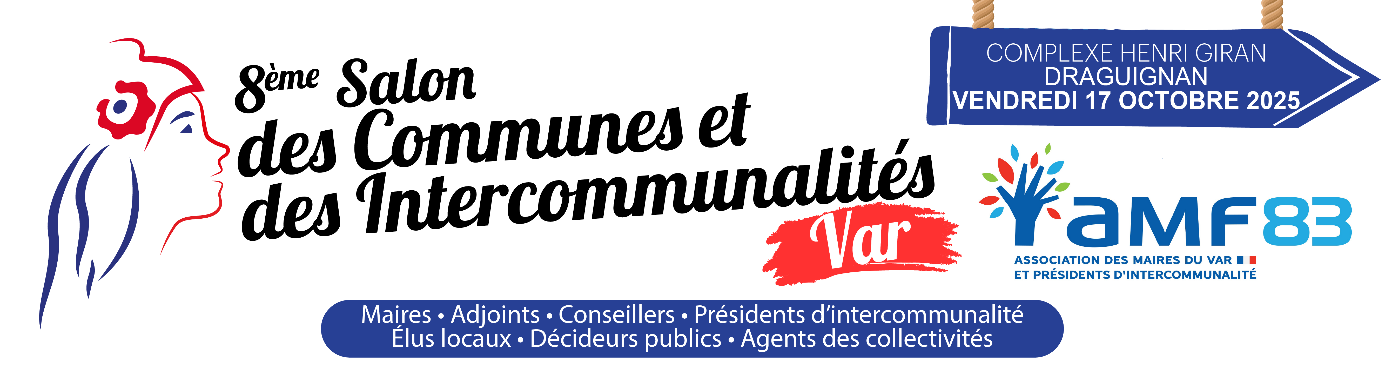 8ème Salon
des Communes et
des Intercommunalités
Var
COMPLEXE HENRI GIRAN
DRAGUIGNAN
VENDREDI 17 OCTOBRE 2025
aMF83
ASSOCIATION DES MAIRES DU VAR
ET PRÉSIDENTS D'INTERCOMMUNALITÉ
Maires • Adjoints • Conseillers • Présidents d’intercommunalité
Élus locaux • Décideurs publics • Agents des collectivités